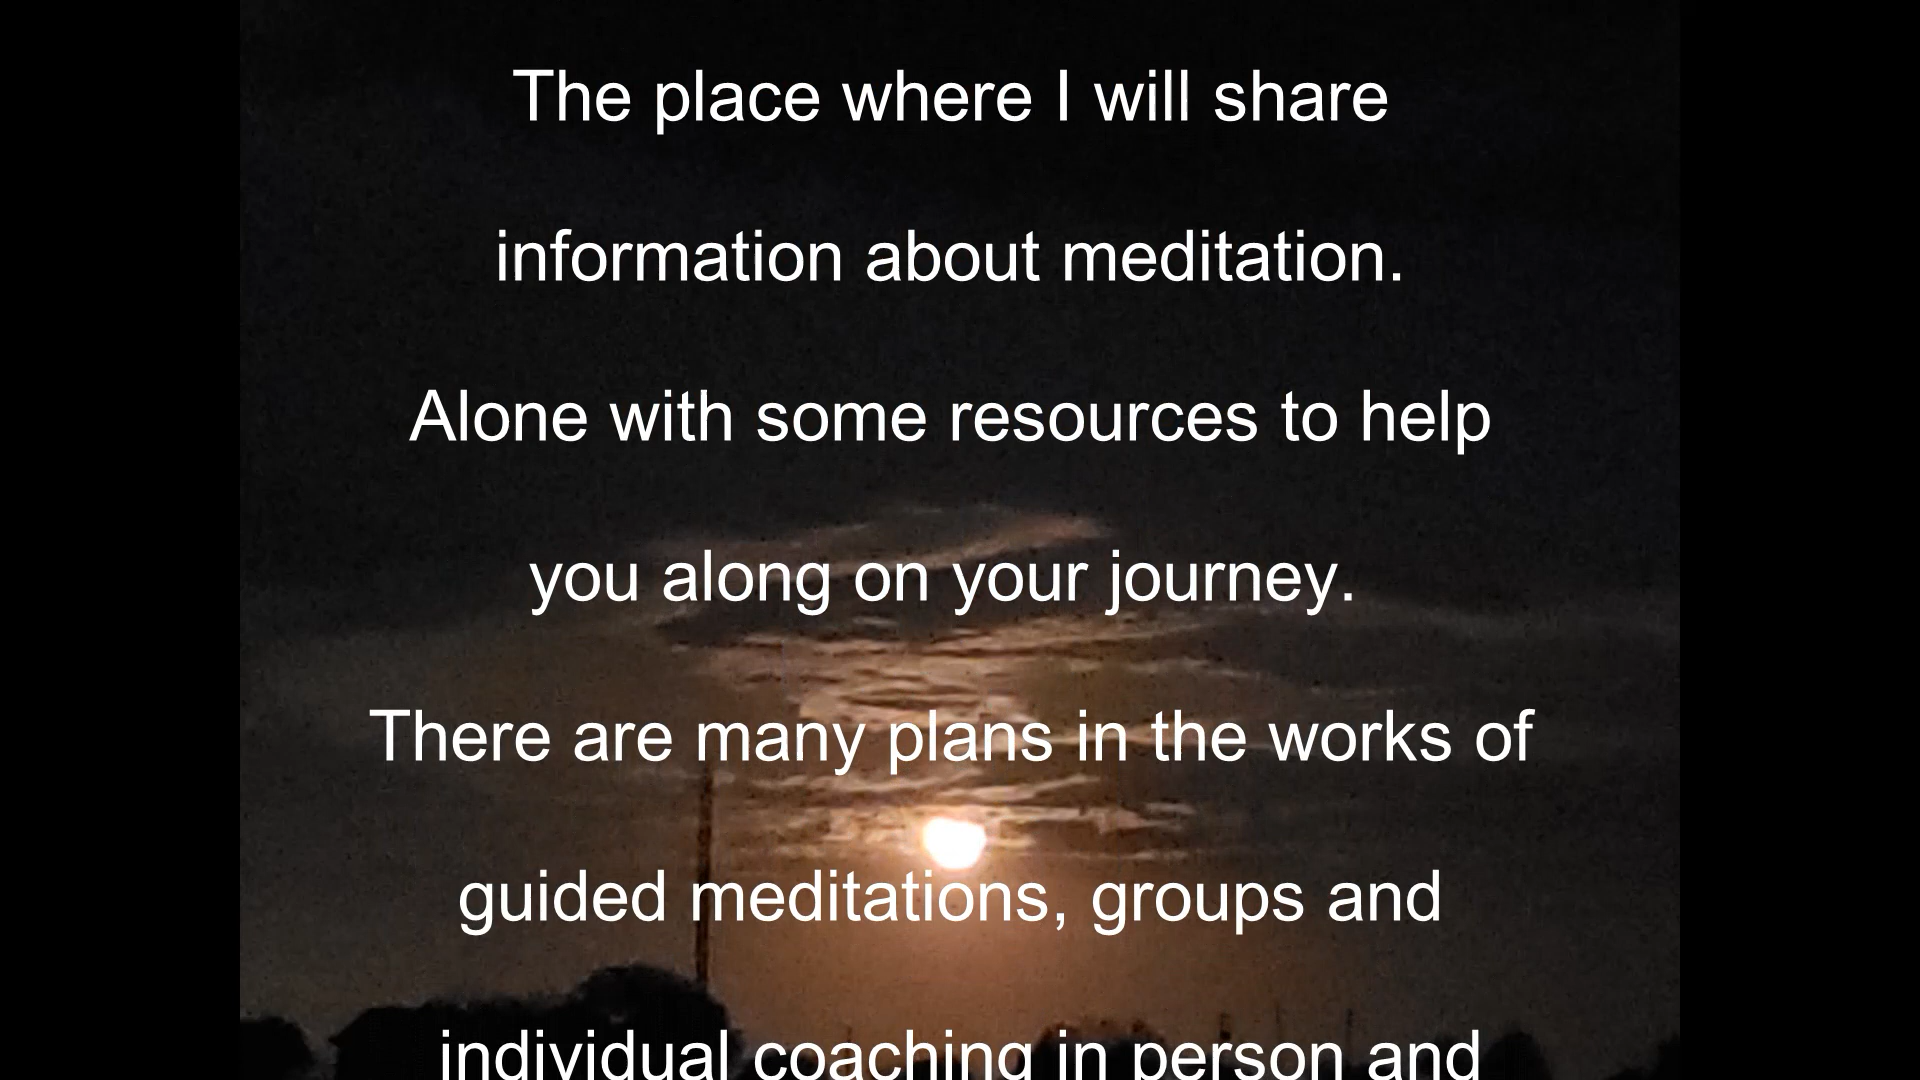 The place where I will share
information about meditation.
Alone with some resources to help
you along on your journey.
There are many plans in the works of
guided meditations, groups and
individual coaching in person and